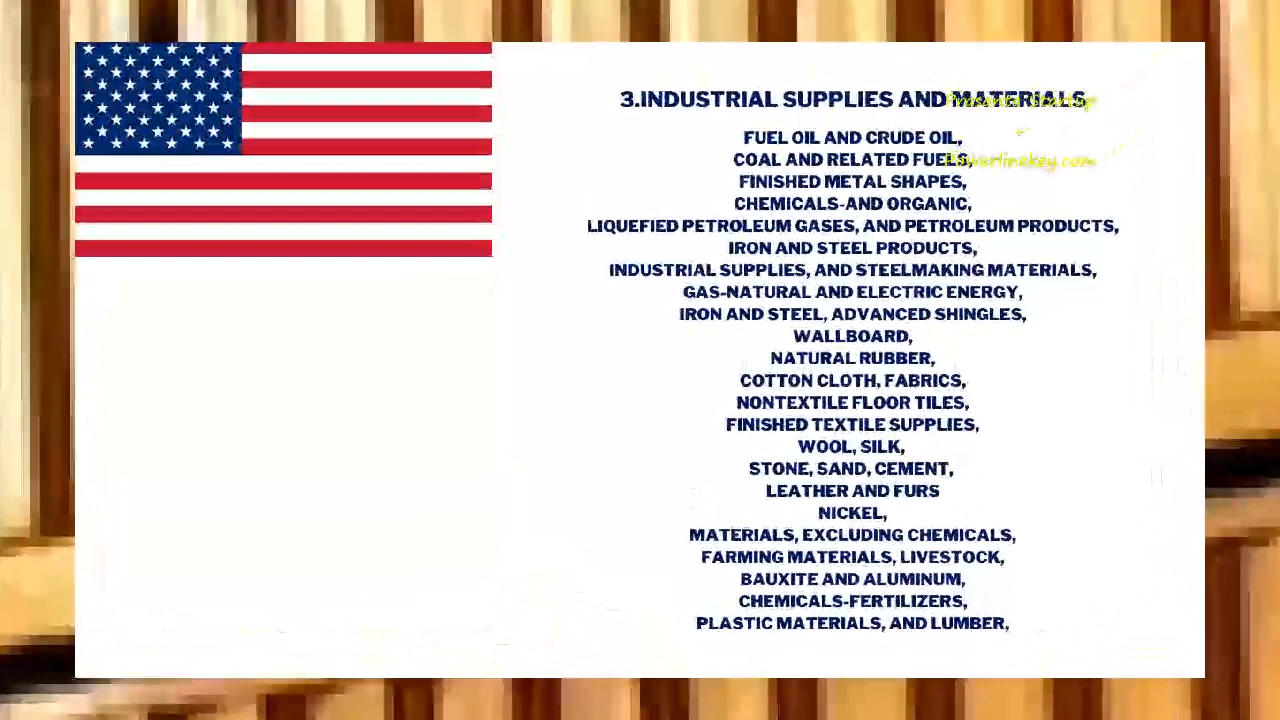 3.INDUSTRIAL SUPPLIES AND MATERIALS
Prasanta Startup
Powerlinekey.com
FUEL OIL AND CRUDE OIL,
COAL AND RELATED FUELS,
FINISHED METAL SHAPES,
CHEMICALS-AND ORGANIC,
LIQUEFIED PETROLEUM GASES, AND PETROLEUM PRODUCTS,
IRON AND STEEL PRODUCTS,
INDUSTRIAL SUPPLIES, AND STEELMAKING MATERIALS,
GAS-NATURAL AND ELECTRIC ENERGY,
IRON AND STEEL, ADVANCED SHINGLES,
WALLBOARD,
NATURAL RUBBER,
COTTON CLOTH, FABRICS,
NONTEXTILE FLOOR TILES,
FINISHED TEXTILE SUPPLIES,
WOOL, SILK,
STONE, SAND, CEMENT,
LEATHER AND FURS
NICKEL,
MATERIALS, EXCLUDING CHEMICALS,
FARMING MATERIALS, LIVESTOCK,
BAUXITE AND ALUMINUM,
CHEMICALS-FERTILIZERS,
PLASTIC MATERIALS, AND LUMBER,